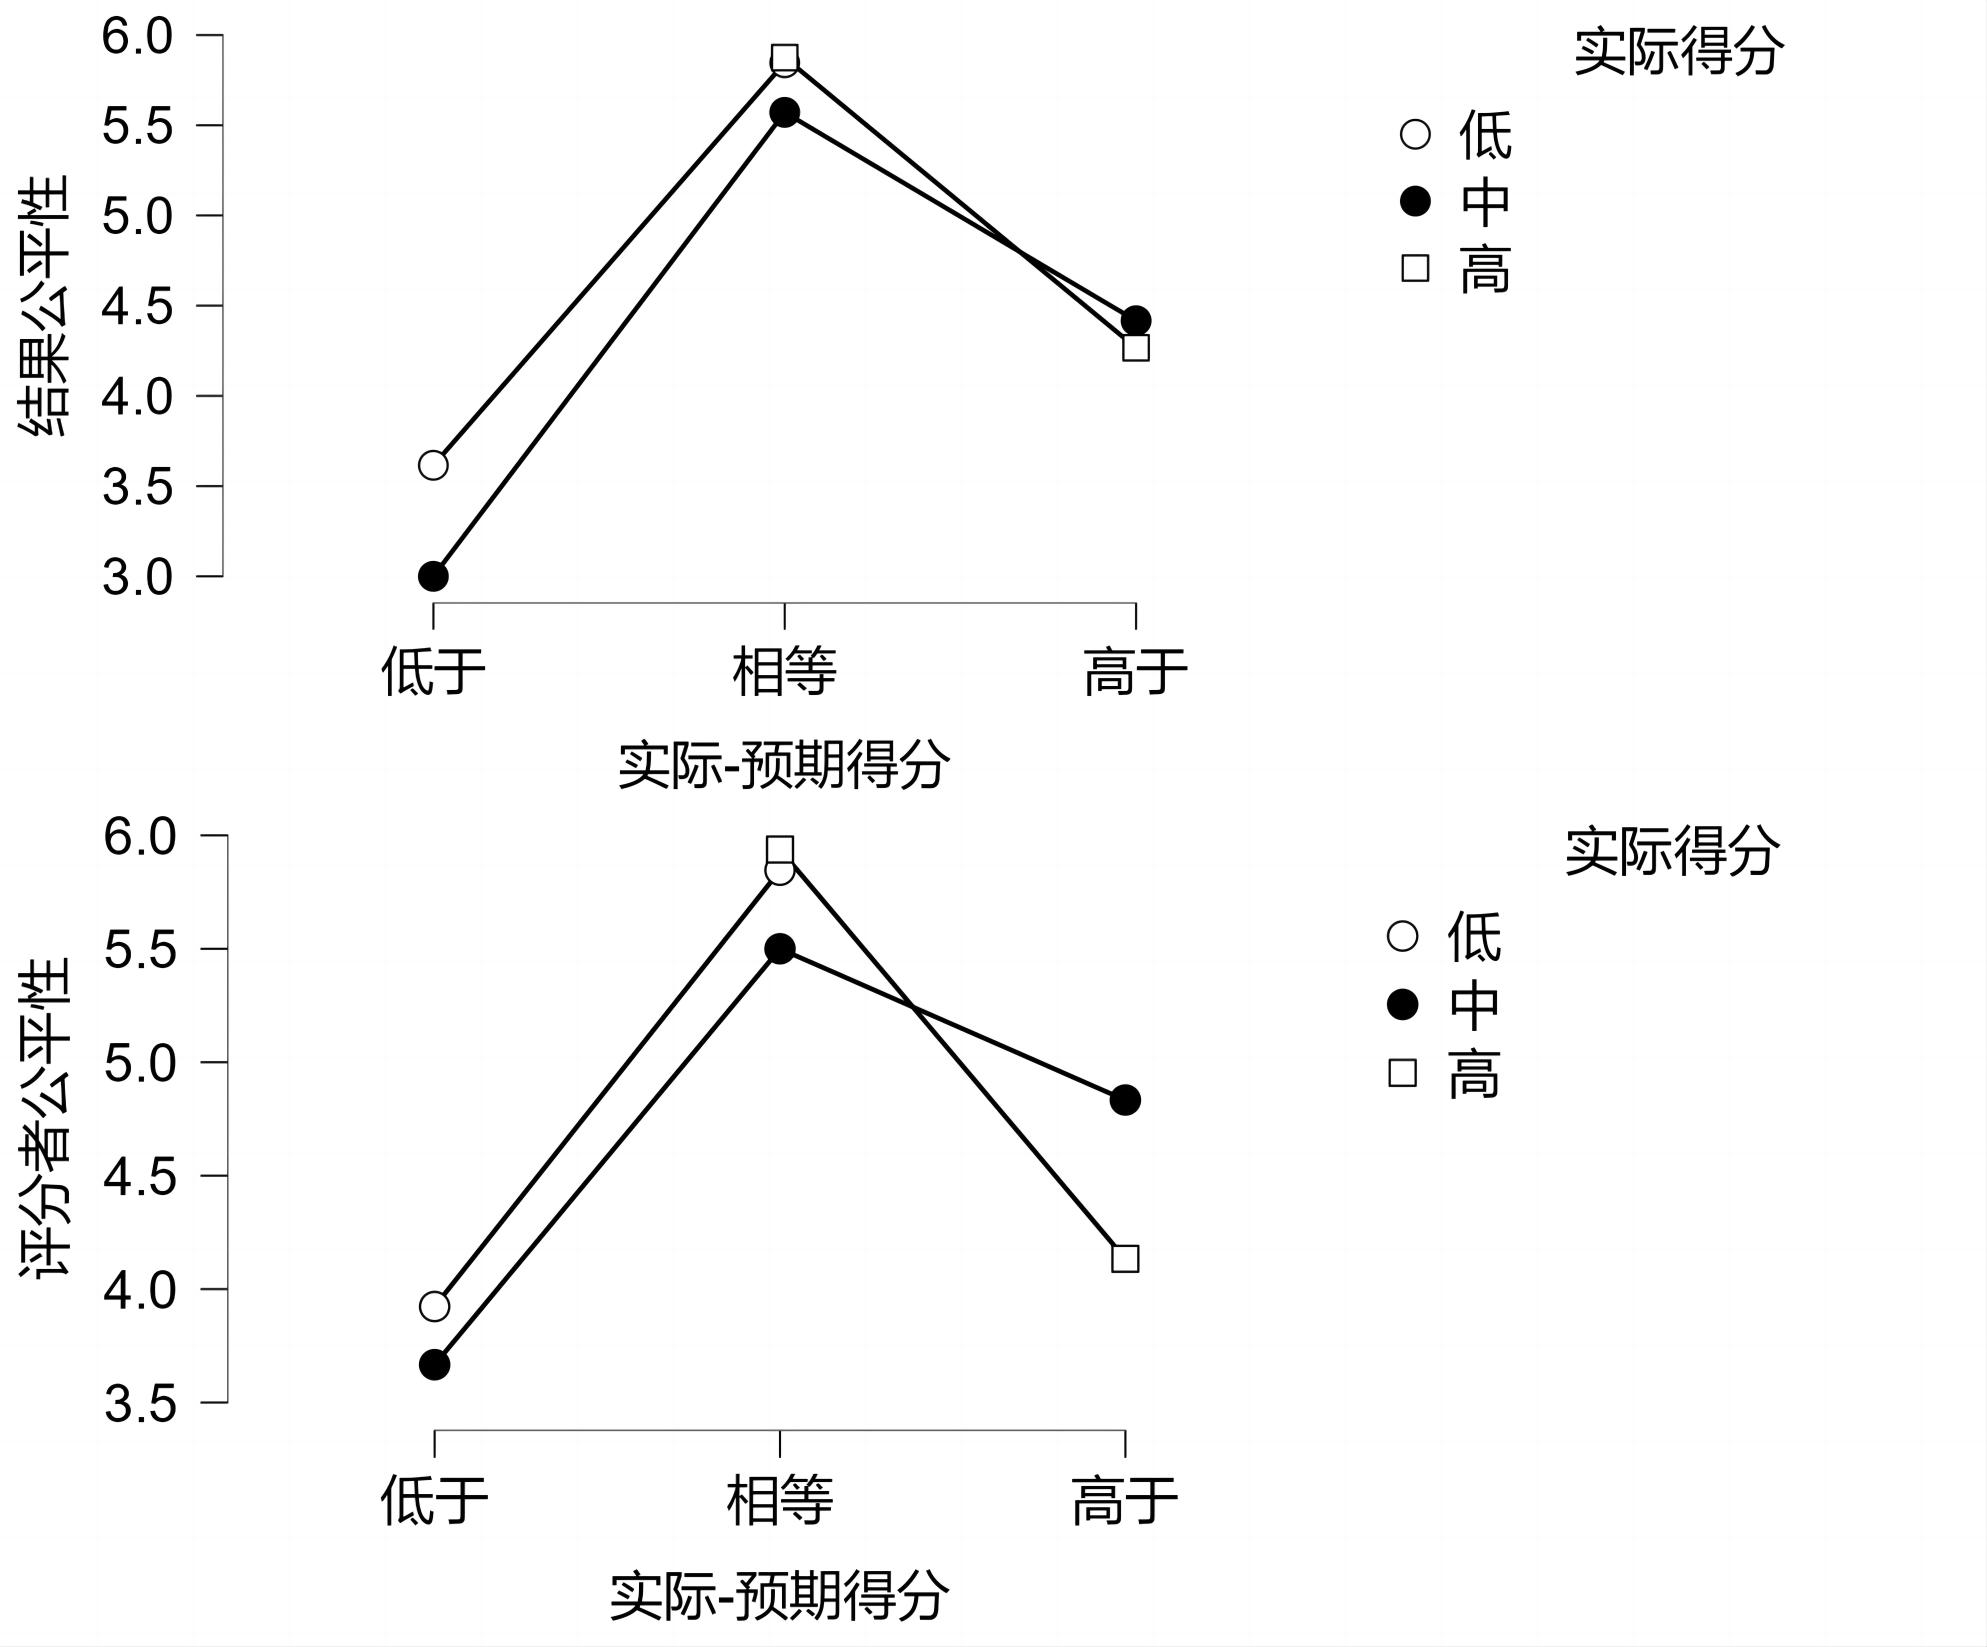 实际得分
低
中
高
结果公平性
6.0
5.5
5.0
4.5
4.0
3.5
3.0
低于 相等 高于
实际-预期得分
实际得分
低
中
高
评分者公平性
6.0
5.5
5.0
4.5
4.0
3.5
低于 相等 高于
实际-预期得分